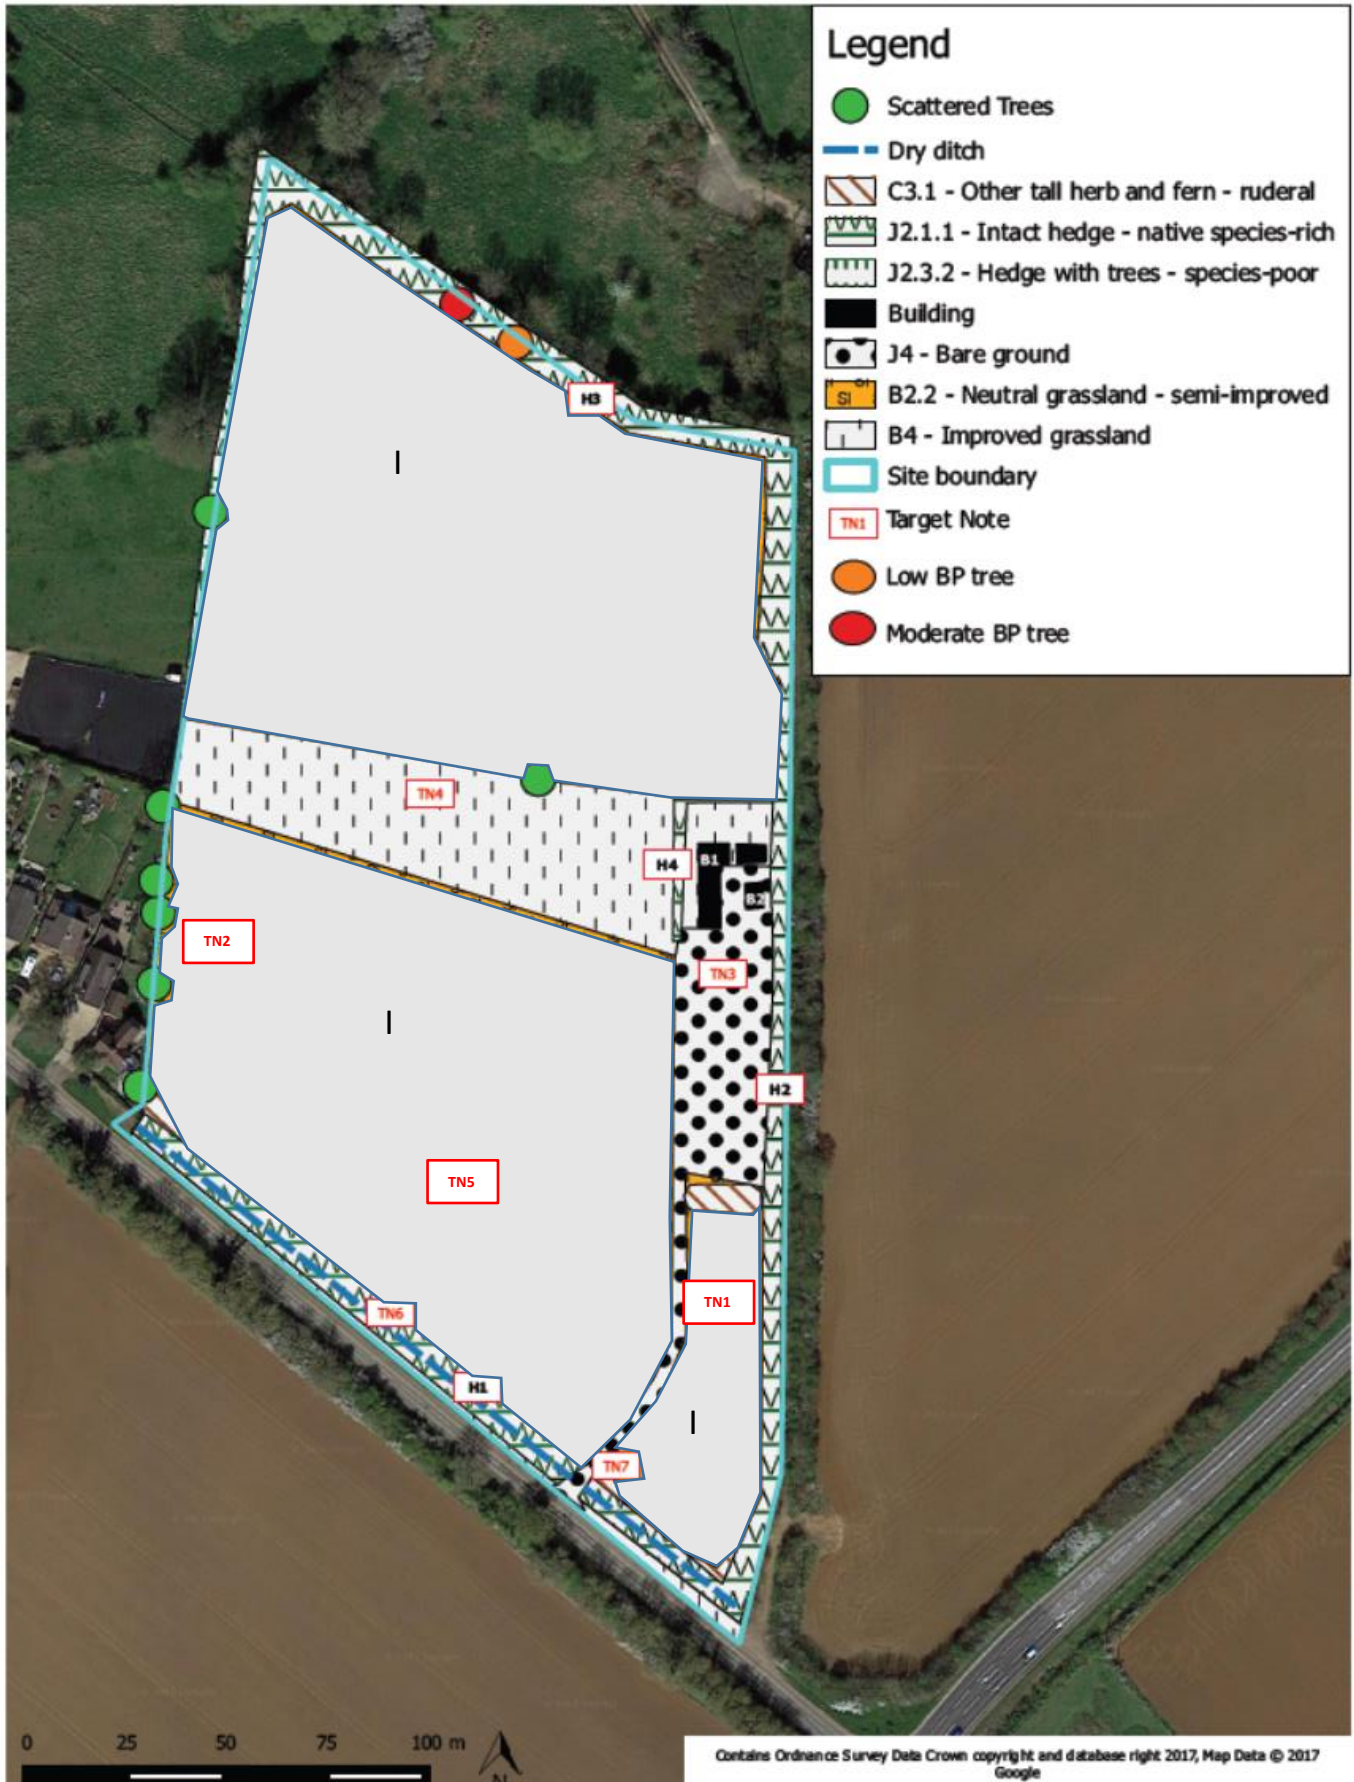 Legend
Scattered Trees
Dry ditch
C3.1 - Other tall herb and fern - ruderal
J2.1.1 - Intact hedge - native species-rich
J2.3.2 - Hedge with trees - species-poor
Building
J4 - Bare ground
SI
B2.2 - Neutral grassland - semi-improved
B4 - Improved grassland
Site boundary
TN1
Target Note
Low BP tree
Moderate BP tree
H3
I
TN4
H4
B1
B2
TN2
TN3
I
H2
TN5
TN1
TN6
H1
I
TN7
0 25 50 75 100 m
N
Contains Ordnance Survey Data Crown copyright and database right 2017, Map Data © 2017
Google